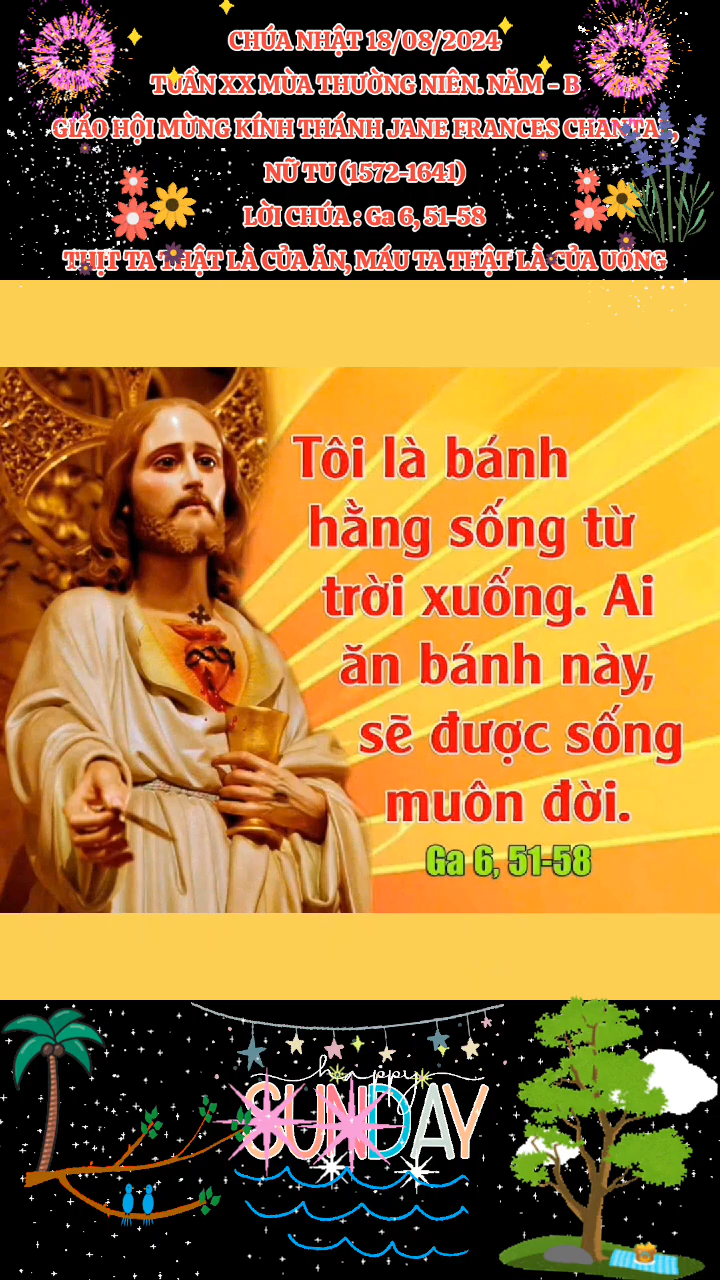 CHÚA NHẬT 18/08/2024
TUẦN XX MÙA THƯỜNG NIÊN. NĂM - B
GIÁO HỘI MỪNG KÍNH THÁNH JANE FRANCES CHANTAL,
NỮ TU (1572-1641)
LỜI CHÚA : Ga 6, 51-58
THỊT TA THẬT LÀ CỦA ĂN, MÁU TA THẬT LÀ CỦA UỐNG
Tôi là bánh
hằng sống từ
trời xuống. Ai
ăn bánh này,
sẽ được sống
muôn đời.
Ga 6, 51-58
happy
SUNDAY